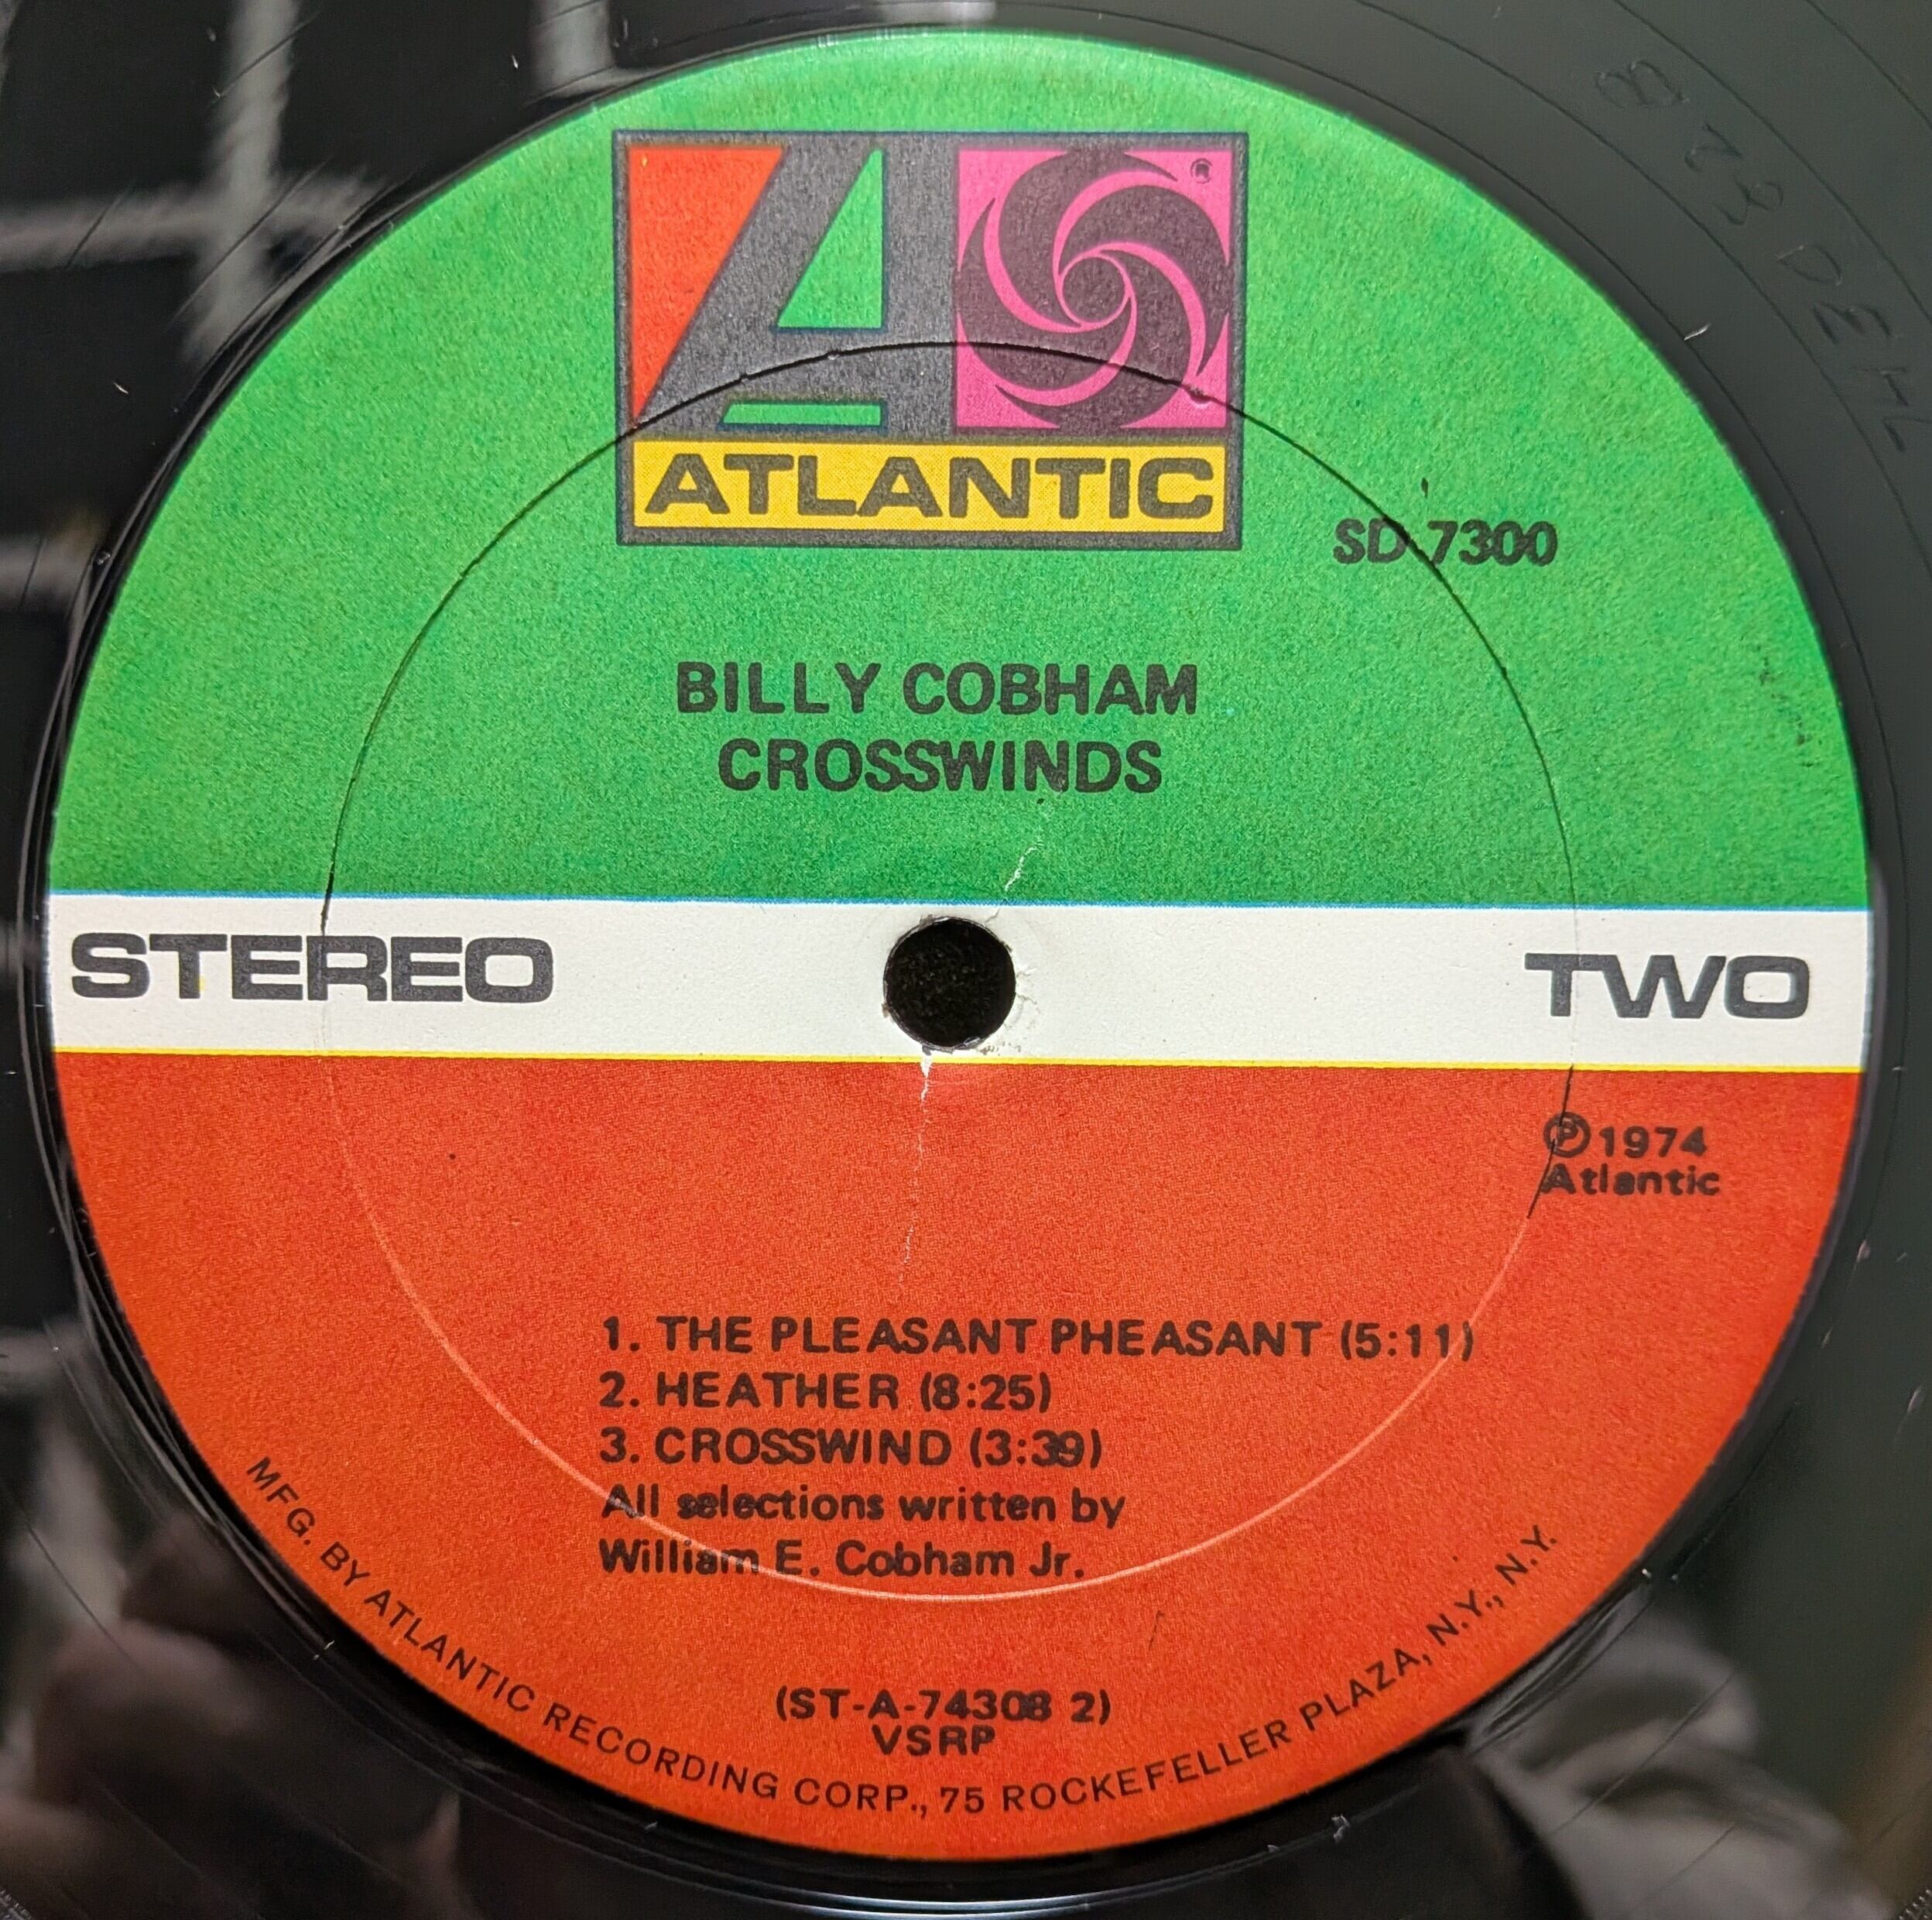 ATLANTIC
SD 7300
BILLY COBHAM
CROSSWINDS
STEREO
TWO
℗1974
Atlantic
1. THE PLEASANT PHEASANT (5:11)
2. HEATHER (8:25)
3. CROSSWIND (3:39)
All selections written by
William E. Cobham Jr.
(ST-A-74308 2)
VSRP
MFG. BY ATLANTIC RECORDING CORP., 75 ROCKEFELLER PLAZA, N.Y., N.Y.